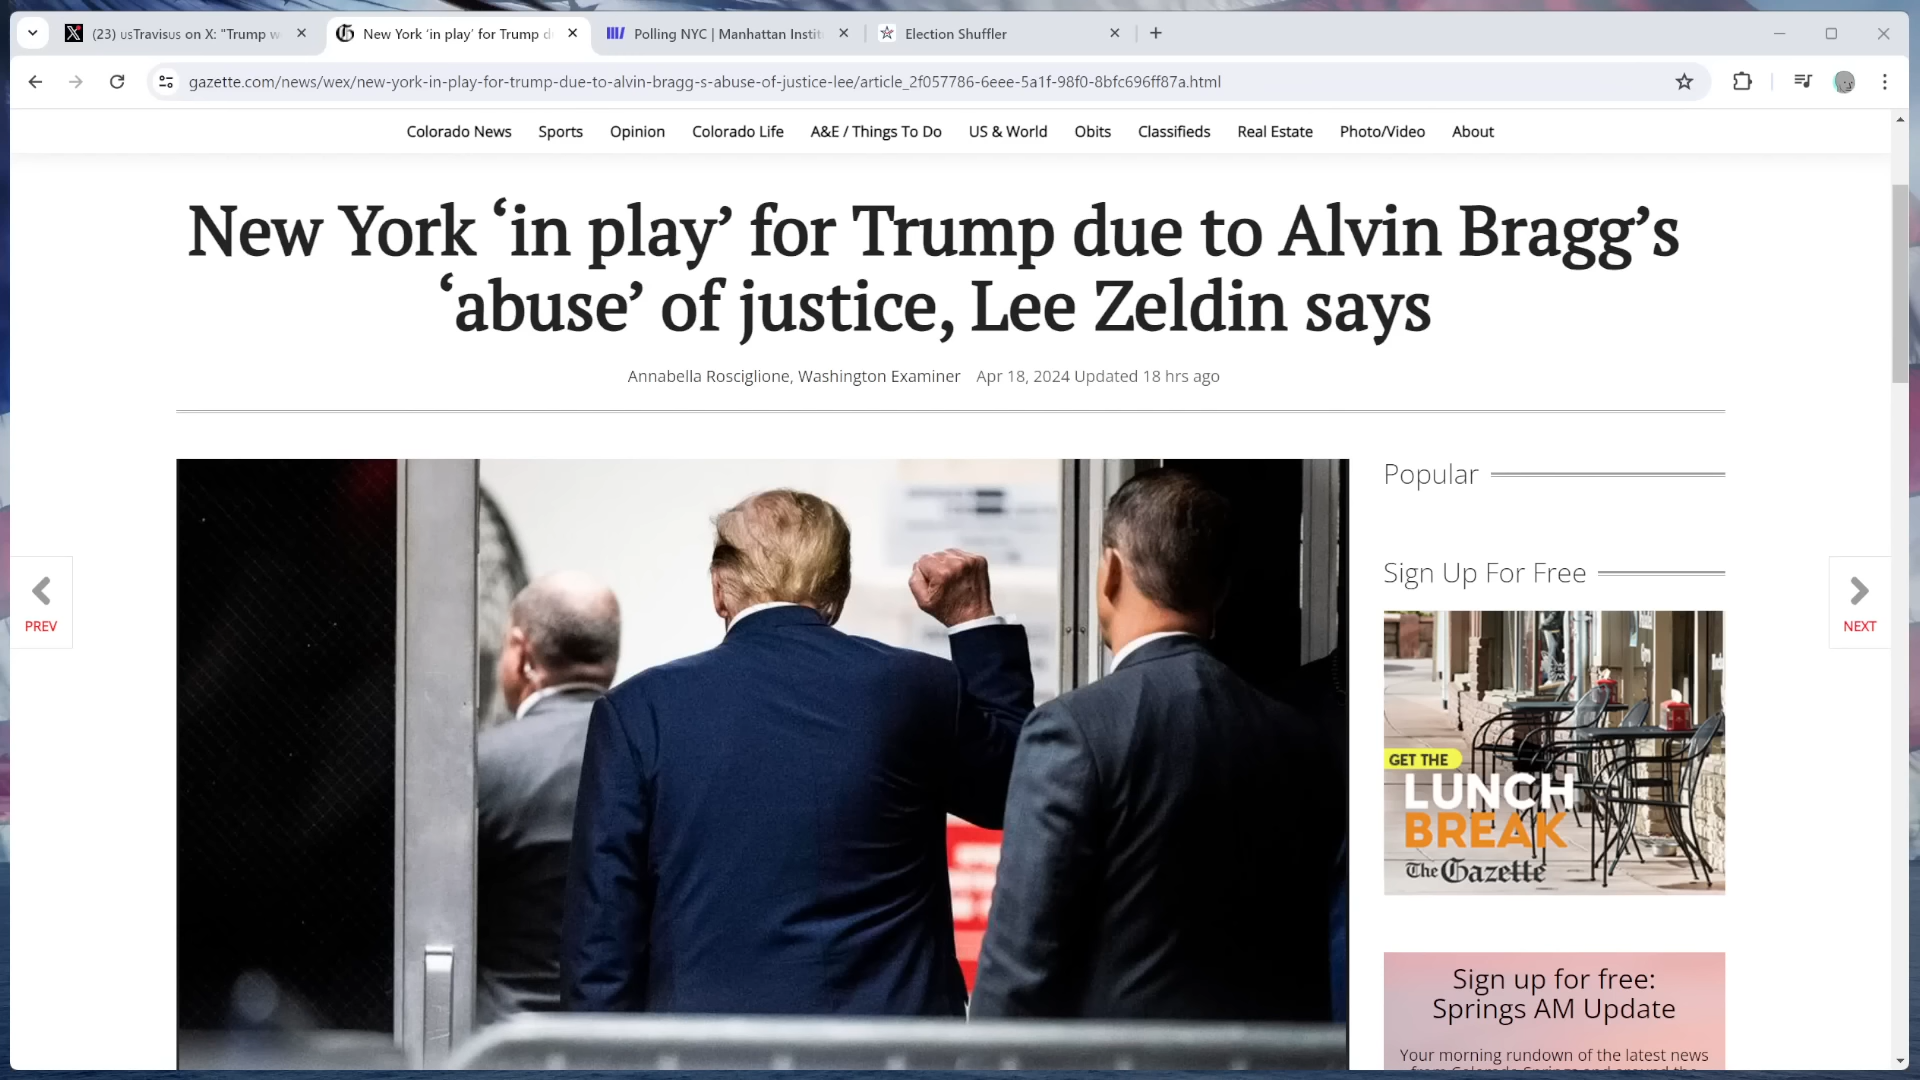 (23) usTravisus on X: "Trump w
New York 'in play' for Trump d
Polling NYC | Manhattan Instit
Election Shuffler
gazette.com/news/wex/new-york-in-play-for-trump-due-to-alvin-bragg-s-abuse-of-justice-lee/article_2f057786-6eee-5a1f-98f0-8bfc696ff87a.html
Colorado News Sports Opinion Colorado Life A&E / Things To Do US & World Obits Classifieds Real Estate Photo/Video About
New York ‘in play’ for Trump due to Alvin Bragg’s
‘abuse’ of justice, Lee Zeldin says
Annabella Rosciglione, Washington Examiner Apr 18, 2024 Updated 18 hrs ago
Popular
Sign Up For Free
PREV
NEXT
GET THE
LUNCH
BREAK
The Gazette
Sign up for free:
Springs AM Update
Your morning rundown of the latest news